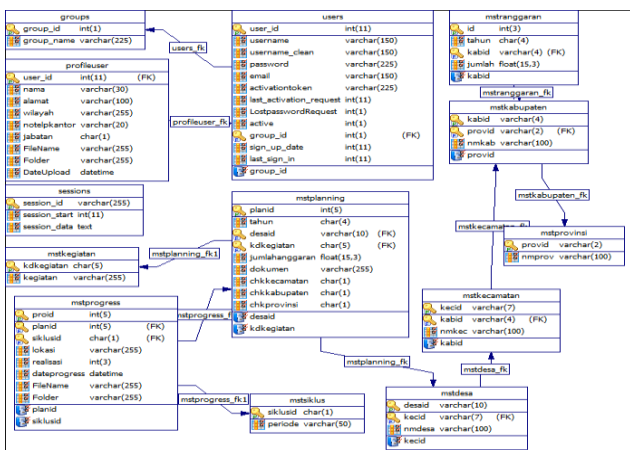 groups
group_id int(1)
group_name varchar(225)
users_fk
profileuser
user_id int(11) (FK)
nama varchar(30)
alamat varchar(100)
wilayah varchar(255)
notelpkantor varchar(20)
jabatan char(1)
FileName varchar(255)
Folder varchar(255)
DateUpload datetime
profileuser_fk
users
user_id int(11)
username varchar(150)
username_clean varchar(150)
password varchar(225)
email varchar(150)
activationtoken varchar(225)
last_activation_request int(11)
LostpasswordRequest int(1)
active int(1)
group_id int(1) (FK)
sign_up_date int(11)
last_sign_in int(11)
group_id
mstranggaran
id int(3)
tahun char(4)
kabid varchar(4) (FK)
jumlah float(15,3)
kabid
mstranggaran_fk
mstkabupaten
kabid varchar(4)
provid varchar(2) (FK)
nmkab varchar(100)
provid
mstkabupaten_fk
mstprovinsi
provid varchar(2)
nmprov varchar(100)
sessions
session_id varchar(255)
session_start int(11)
session_data text
mstkegiatan
kdkegiatan char(5)
kegiatan varchar(255)
mstplanning_fk1
mstplanning
planid int(5)
tahun char(4)
desaid varchar(10) (FK)
kdkegiatan char(5) (FK)
jumlahanggaran float(15,3)
dokumen varchar(255)
chkkecamatan char(1)
chkkabupaten char(1)
chkprovinsi char(1)
desaid
kdkegiatan
mstkecamatan
kecid varchar(7)
kabid varchar(4) (FK)
nmkec varchar(100)
kabid
mstprogress
proid int(5)
planid int(5) (FK)
siklusid char(1) (FK)
lokasi varchar(255)
realisasi int(3)
dateprogress datetime
FileName varchar(255)
Folder varchar(255)
planid
siklusid
mstprogress_fk1
mstsiklus
siklusid char(1)
periode varchar(50)
mstplanning_fk
mstdesa_fk
mstdesa
desaid varchar(10)
kecid varchar(7) (FK)
nmdesa varchar(100)
kecid